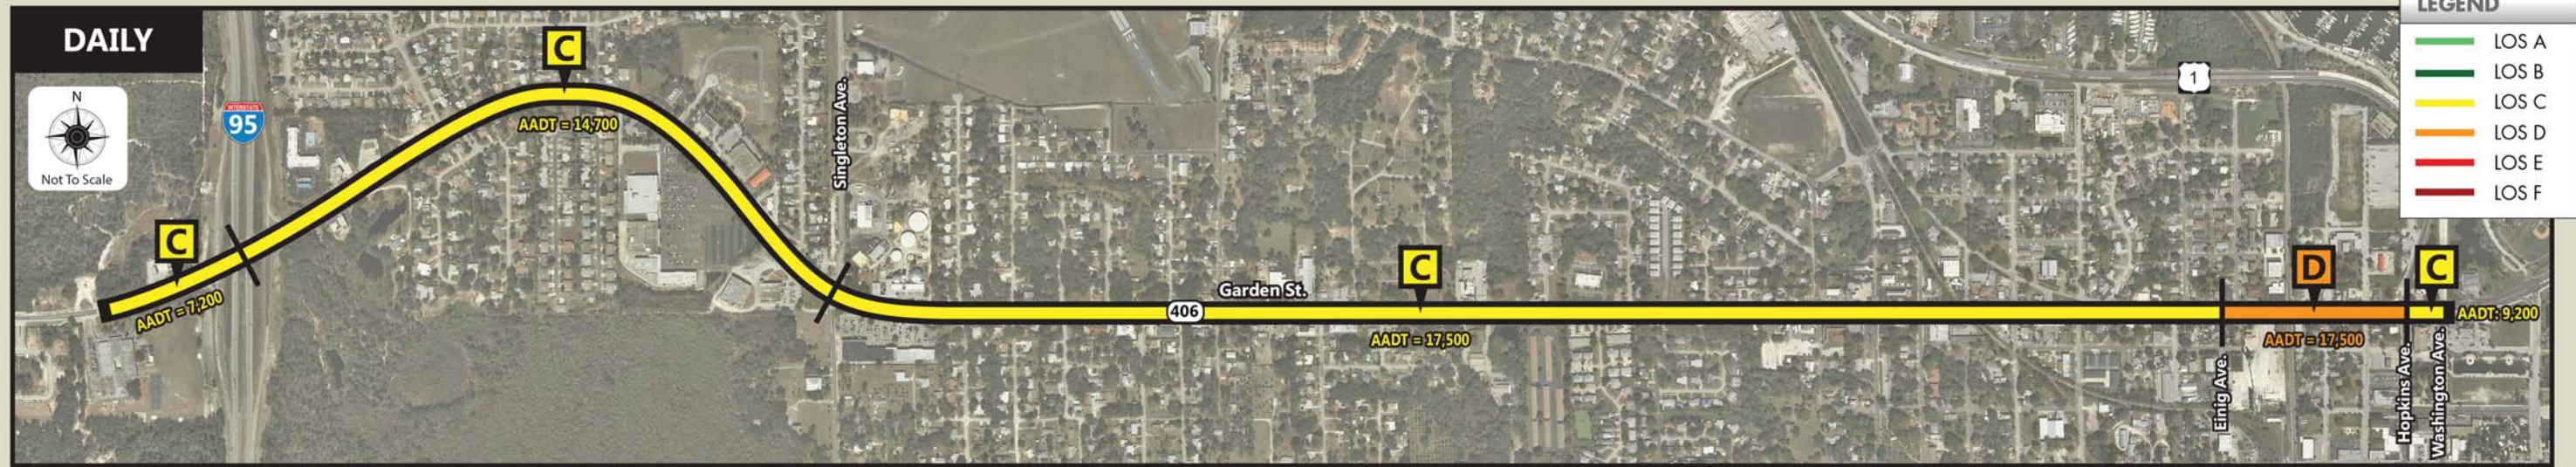 DAILY
N
Not To Scale
INTERSTATE
95
C
AADT = 7,200
C
AADT = 14,700
Singleton Ave.
Garden St.
406
C
AADT = 17,500
1
Einig Ave.
D
AADT = 17,500
Hopkins Ave.
C
AADT: 9,200
Washington Ave.
LEGEND
LOS A
LOS B
LOS C
LOS D
LOS E
LOS F